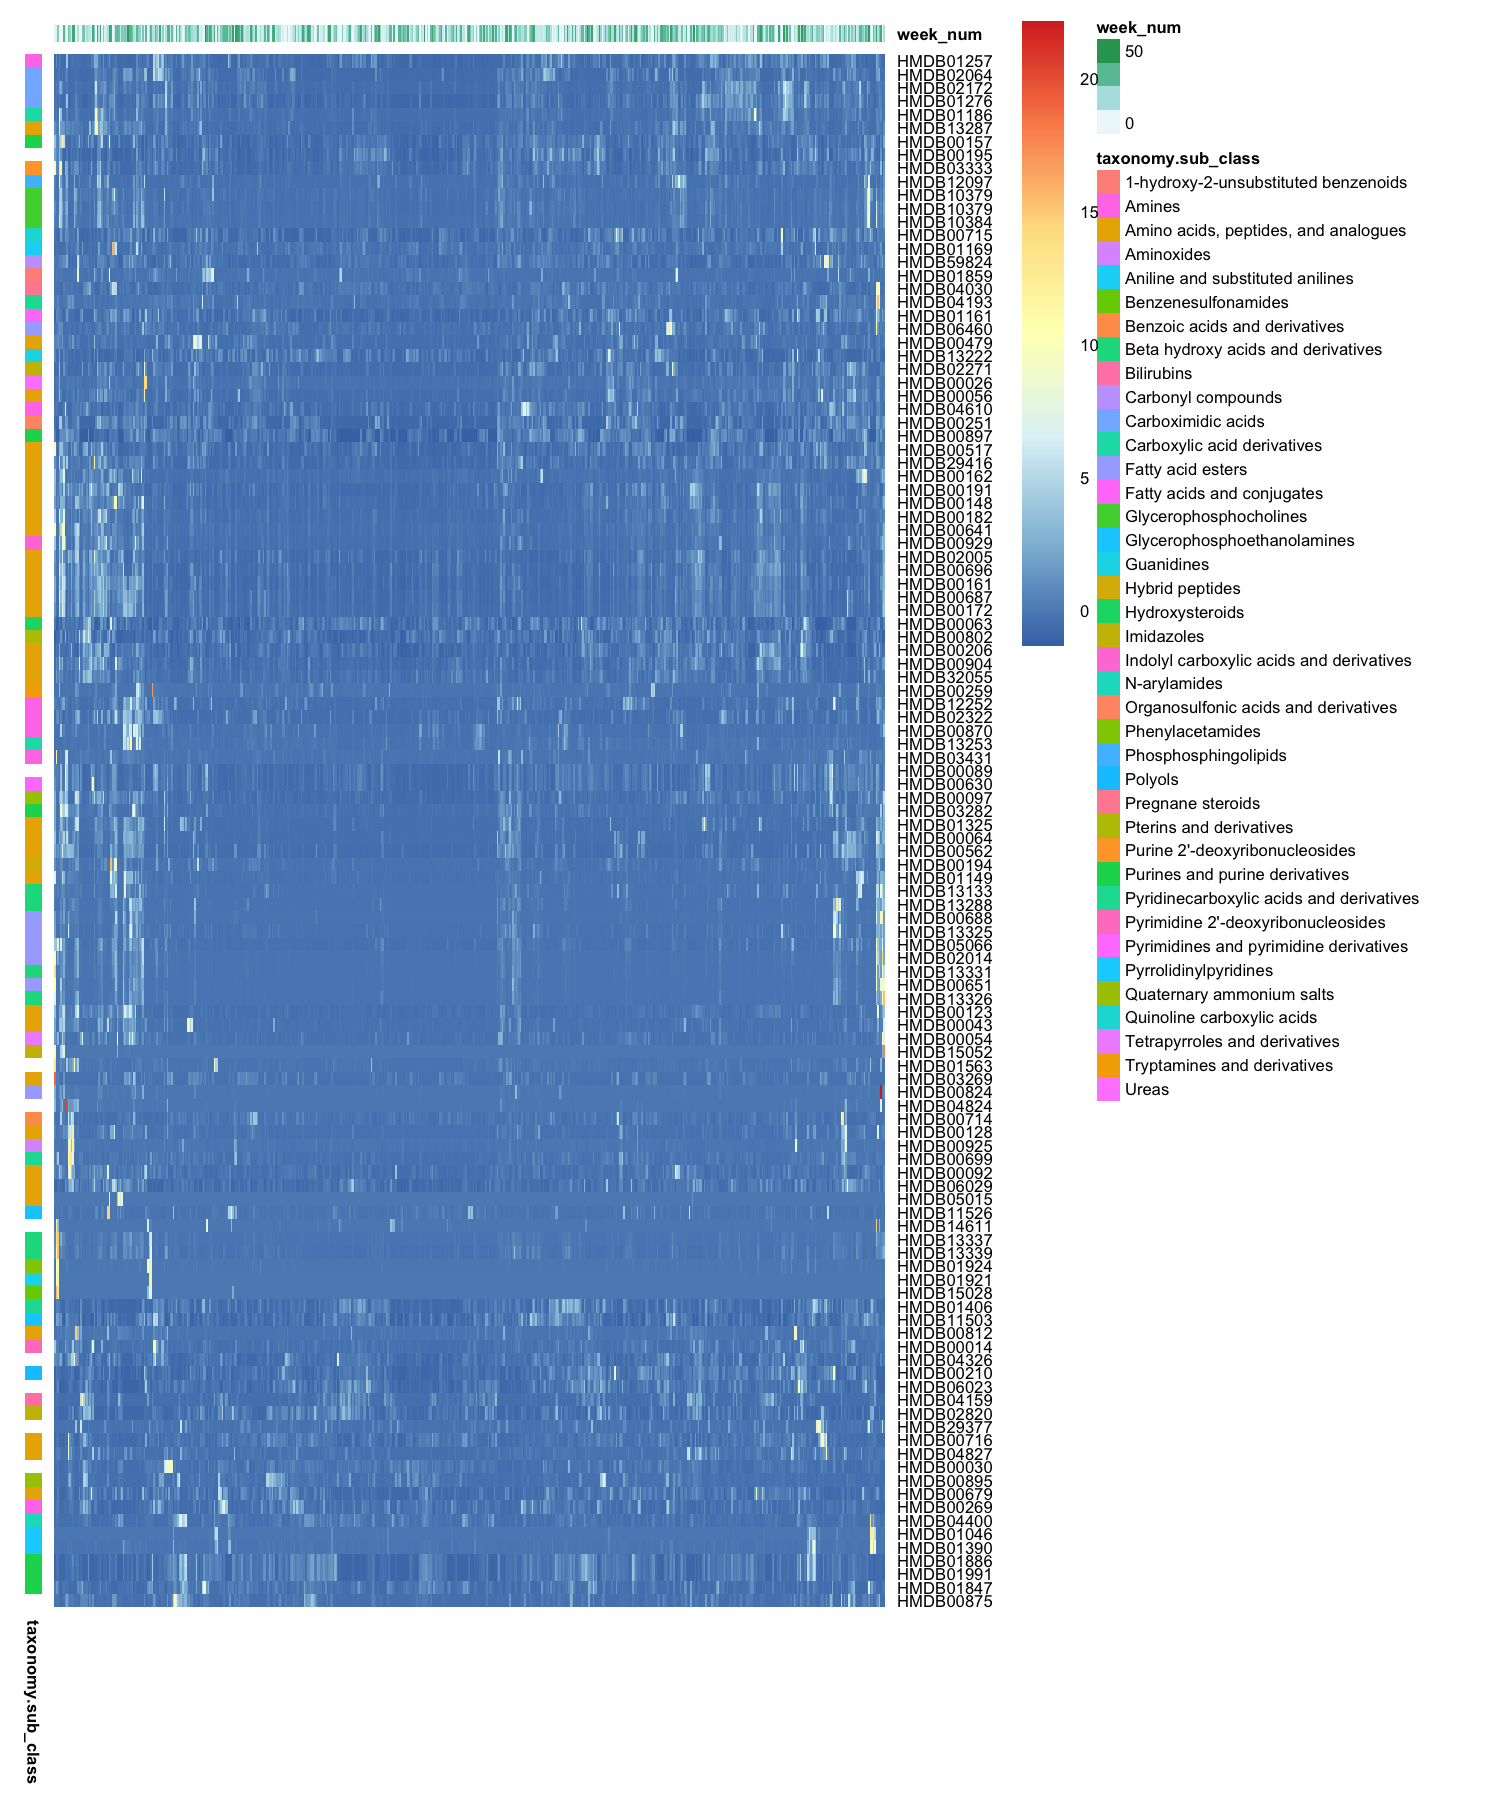 week_num
HMDB01257
HMDB02064
HMDB02172
HMDB01276
HMDB01186
HMDB13287
HMDB00157
HMDB00195
HMDB03333
HMDB12097
HMDB10379
HMDB10379
HMDB10384
HMDB00715
HMDB01169
HMDB59824
HMDB01859
HMDB04030
HMDB04193
HMDB01161
HMDB06460
HMDB00479
HMDB13222
HMDB02271
HMDB00026
HMDB00056
HMDB04610
HMDB00251
HMDB00897
HMDB00517
HMDB29416
HMDB00162
HMDB00191
HMDB00148
HMDB00182
HMDB00641
HMDB00929
HMDB02005
HMDB00696
HMDB00161
HMDB00687
HMDB00172
HMDB00063
HMDB00802
HMDB00206
HMDB00904
HMDB32055
HMDB00259
HMDB12252
HMDB02322
HMDB00870
HMDB13253
HMDB03431
HMDB00089
HMDB00630
HMDB00097
HMDB03282
HMDB01325
HMDB00064
HMDB00562
HMDB00194
HMDB01149
HMDB13133
HMDB13288
HMDB00688
HMDB13325
HMDB05066
HMDB02014
HMDB13331
HMDB00651
HMDB13326
HMDB00123
HMDB00043
HMDB00054
HMDB15052
HMDB01563
HMDB03269
HMDB00824
HMDB04824
HMDB00714
HMDB00128
HMDB00925
HMDB00699
HMDB00092
HMDB06029
HMDB05015
HMDB11526
HMDB14611
HMDB13337
HMDB13339
HMDB01924
HMDB01921
HMDB15028
HMDB01406
HMDB11503
HMDB00812
HMDB00014
HMDB04326
HMDB00210
HMDB06023
HMDB04159
HMDB02820
HMDB29377
HMDB00716
HMDB04827
HMDB00030
HMDB00895
HMDB00679
HMDB00269
HMDB04400
HMDB01046
HMDB01390
HMDB01886
HMDB01991
HMDB01847
HMDB00875
taxonomy.sub_class
20
15
10
5
0
week_num
50
0
taxonomy.sub_class
1-hydroxy-2-unsubstituted benzenoids
Amines
Amino acids, peptides, and analogues
Aminoxides
Aniline and substituted anilines
Benzenesulfonamides
Benzoic acids and derivatives
Beta hydroxy acids and derivatives
Bilirubins
Carbonyl compounds
Carboximidic acids
Carboxylic acid derivatives
Fatty acid esters
Fatty acids and conjugates
Glycerophosphocholines
Glycerophosphoethanolamines
Guanidines
Hybrid peptides
Hydroxysteroids
Imidazoles
Indolyl carboxylic acids and derivatives
N-arylamides
Organosulfonic acids and derivatives
Phenylacetamides
Phosphosphingolipids
Polyols
Pregnane steroids
Pterins and derivatives
Purine 2'-deoxyribonucleosides
Purines and purine derivatives
Pyridinecarboxylic acids and derivatives
Pyrimidine 2'-deoxyribonucleosides
Pyrimidines and pyrimidine derivatives
Pyrrolidinylpyridines
Quaternary ammonium salts
Quinoline carboxylic acids
Tetrapyrroles and derivatives
Tryptamines and derivatives
Ureas